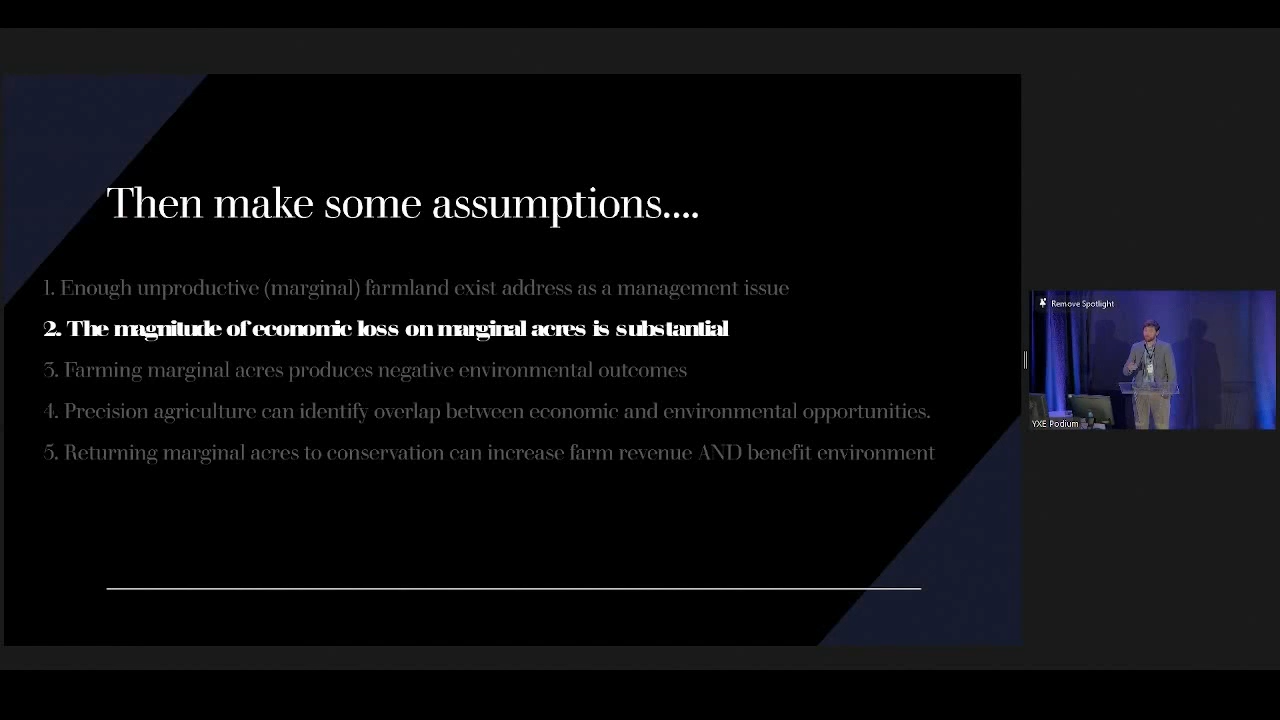 Then make some assumptions....
1. Enough unproductive (marginal) farmland exist address as a management issue
2. The magnitude of economic loss on marginal acres is substantial
3. Farming marginal acres produces negative environmental outcomes
4. Precision agriculture can identify overlap between economic and environmental opportunities.
5. Returning marginal acres to conservation can increase farm revenue AND benefit environment
Remove Spotlight
YXE Podium